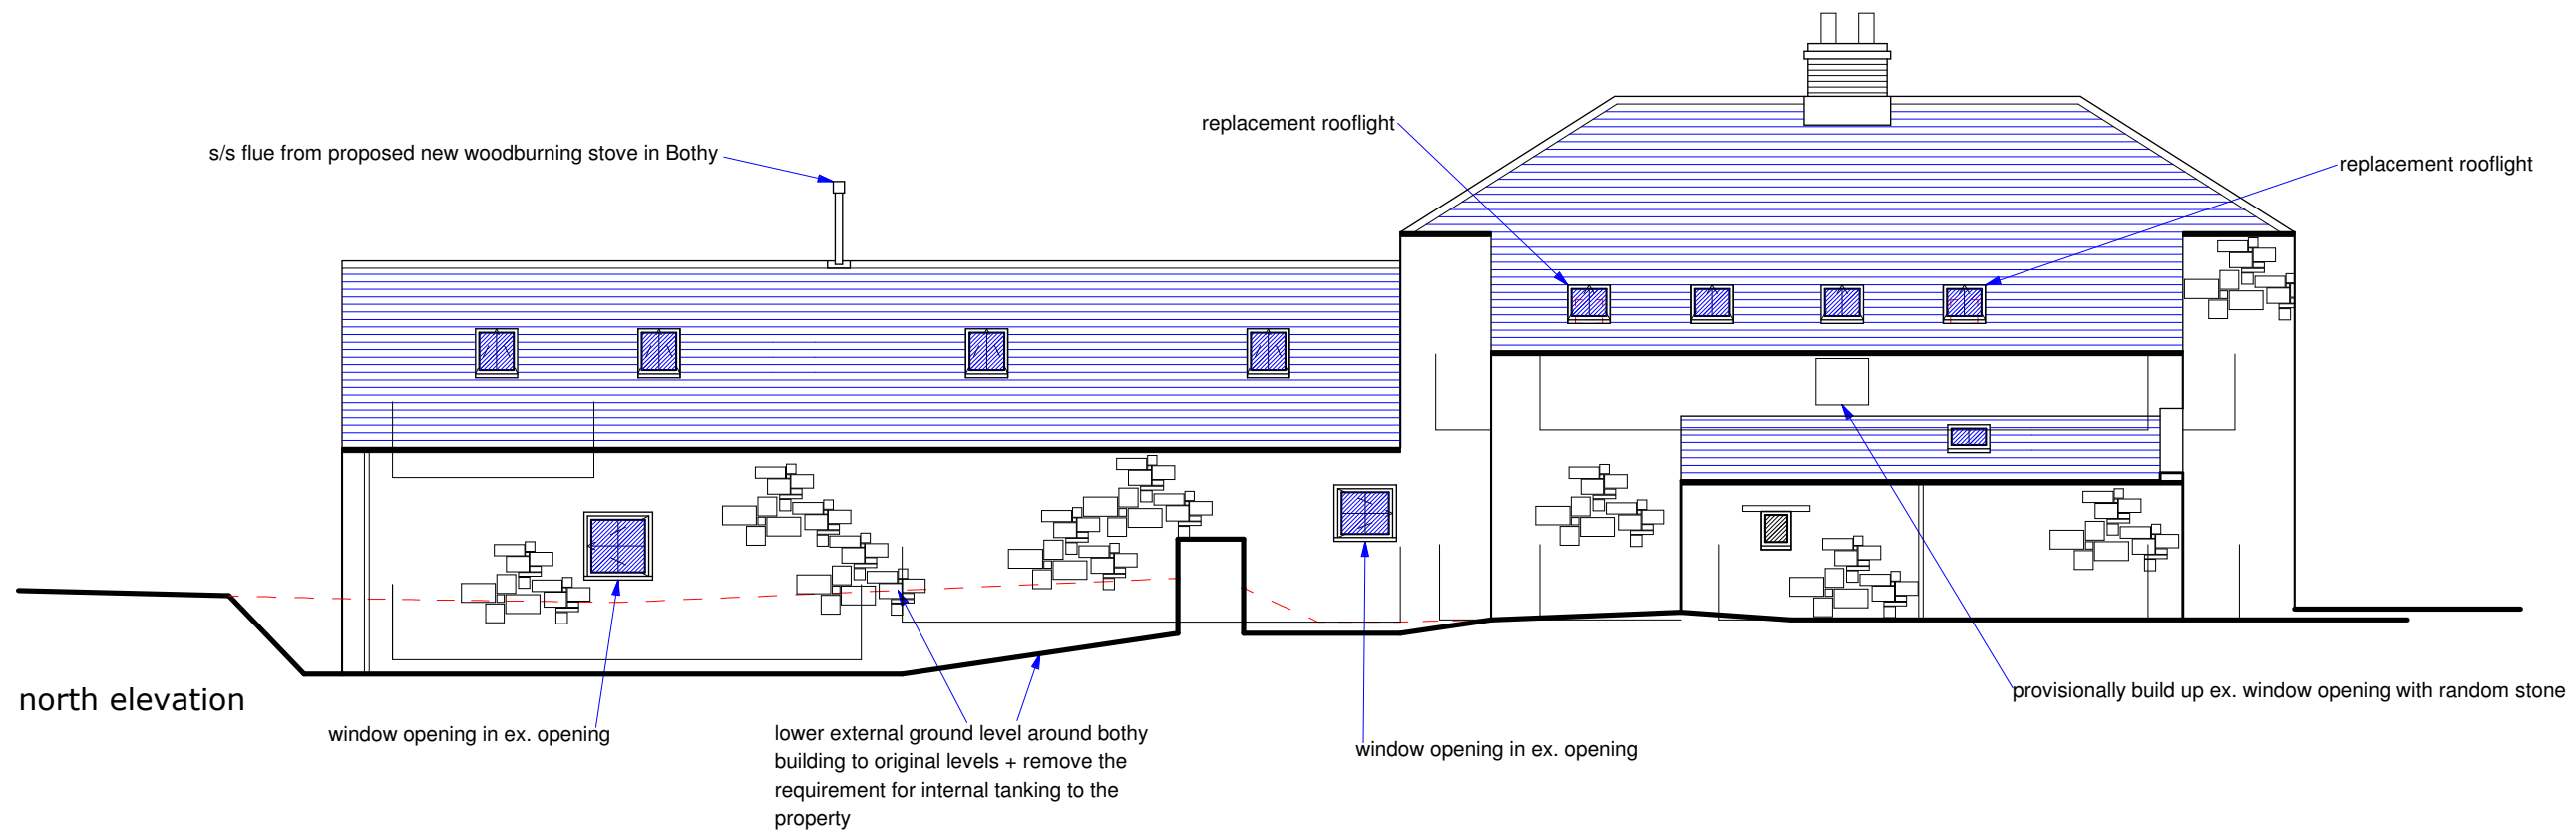 replacement rooflight
s/s flue from proposed new woodburning stove in Bothy
replacement rooflight
north elevation
provisionally build up ex. window opening with random stone
window opening in ex. opening
lower external ground level around bothy
building to original levels + remove the
requirement for internal tanking to the
property
window opening in ex. opening